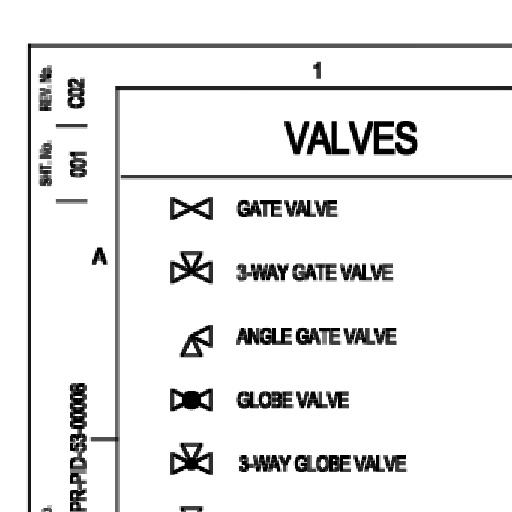 1
REV. No.
C02
SHT. No.
001
VALVES
GATE VALVE
A
3-WAY GATE VALVE
ANGLE GATE VALVE
GLOBE VALVE
PR-PID-53-00006
3-WAY GLOBE VALVE